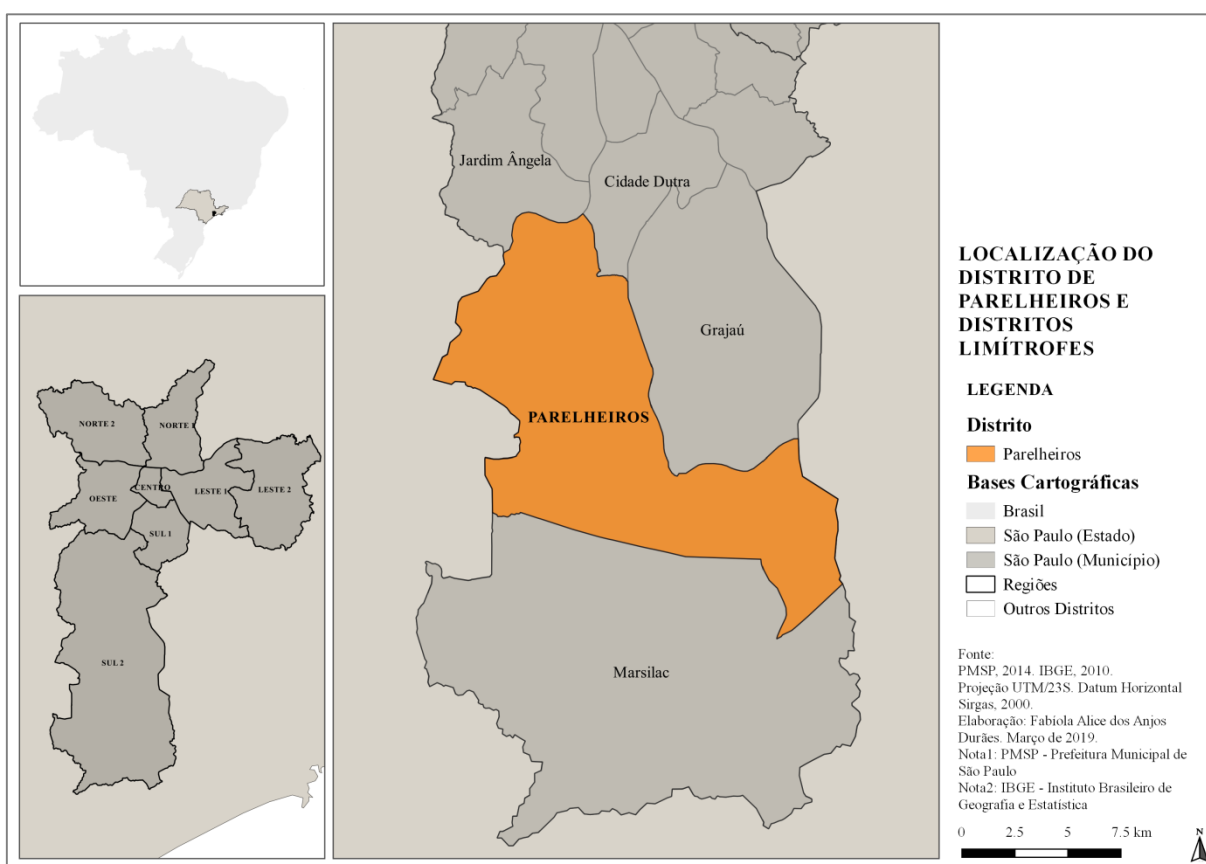 Jardim Ângela
Cidade Dutra
Grajaú
PARELHEIROS
Marsilac
NORTE 2
NORTE 1
OESTE
CENTRO
LESTE 1
LESTE 2
SUL 1
SUL 2
LOCALIZAÇÃO DO
DISTRITO DE
PARELHEIROS E
DISTRITOS
LIMÍTROFES
LEGENDA
Distrito
Parelheiros
Bases Cartográficas
Brasil
São Paulo (Estado)
São Paulo (Município)
Regiões
Outros Distritos
Fonte:
PMSP, 2014. IBGE, 2010.
Projeção UTM/23S. Datum Horizontal
Sirgas, 2000.
Elaboração: Fabiola Alice dos Anjos
Durães. Março de 2019.
Nota1: PMSP - Prefeitura Municipal de
São Paulo
Nota2: IBGE - Instituto Brasileiro de
Geografia e Estatística
0 2.5 5 7.5 km
N